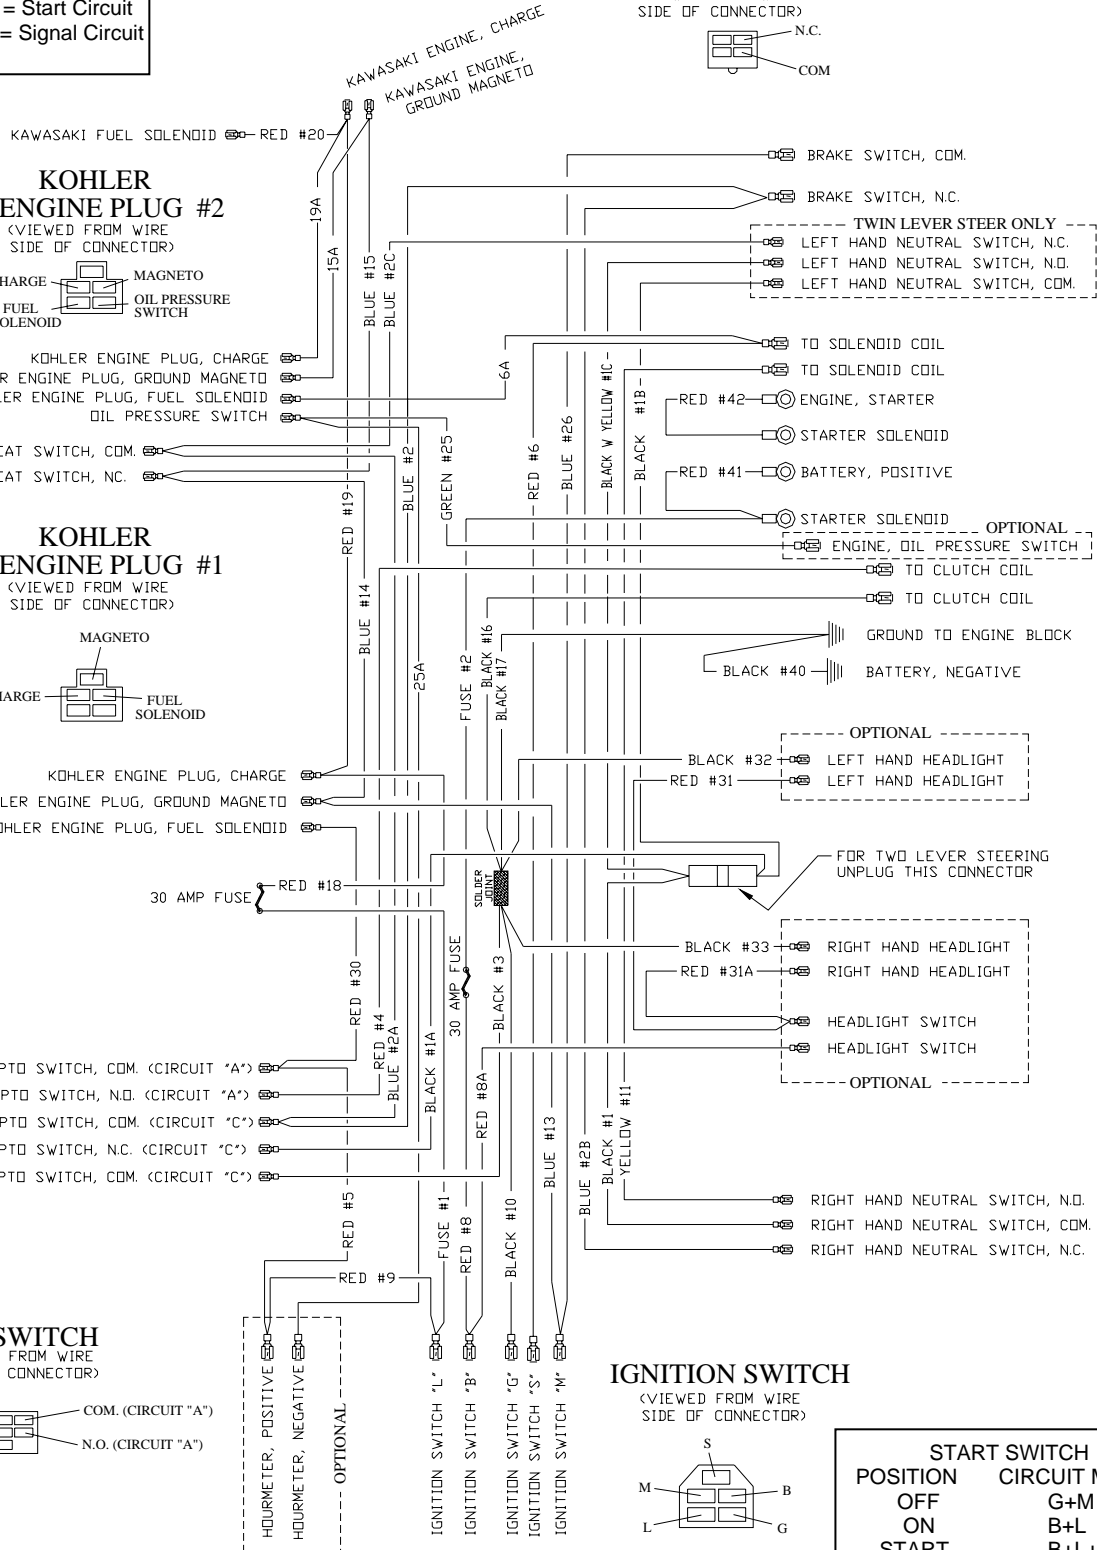 = Start Circuit
= Signal Circuit
SIDE OF CONNECTOR)
N.C.
COM
KAWASAKI ENGINE, CHARGE
KAWASAKI ENGINE,
GROUND MAGNETO
KAWASAKI FUEL SOLENOID
RED #20
KOHLER
ENGINE PLUG #2
(VIEWED FROM WIRE
SIDE OF CONNECTOR)
HARGE
MAGNETO
FUEL
OLENOID
OIL PRESSURE
SWITCH
19A
15A
BLUE #15
BLUE #2C
BRAKE SWITCH, COM.
BRAKE SWITCH, N.C.
TWIN LEVER STEER ONLY
LEFT HAND NEUTRAL SWITCH, N.C.
LEFT HAND NEUTRAL SWITCH, N.O.
LEFT HAND NEUTRAL SWITCH, COM.
KOHLER ENGINE PLUG, CHARGE
R ENGINE PLUG, GROUND MAGNETO
LER ENGINE PLUG, FUEL SOLENOID
OIL PRESSURE SWITCH
EAT SWITCH, COM.
EAT SWITCH, NC.
6A
TO SOLENOID COIL
TO SOLENOID COIL
RED #42
ENGINE, STARTER
STARTER SOLENOID
RED #41
BATTERY, POSITIVE
STARTER SOLENOID
OPTIONAL
ENGINE, OIL PRESSURE SWITCH
TO CLUTCH COIL
TO CLUTCH COIL
GROUND TO ENGINE BLOCK
BLACK #40
BATTERY, NEGATIVE
RED #19
BLUE #14
BLUE #2
GREEN #25
RED #6
BLUE #26
BLACK W YELLOW #1C
BLACK #1B
KOHLER
ENGINE PLUG #1
(VIEWED FROM WIRE
SIDE OF CONNECTOR)
MAGNETO
HARGE
FUEL
SOLENOID
25A
FUSE #2
BLACK #16
BLACK #17
OPTIONAL
BLACK #32
LEFT HAND HEADLIGHT
RED #31
LEFT HAND HEADLIGHT
KOHLER ENGINE PLUG, CHARGE
LER ENGINE PLUG, GROUND MAGNETO
OHLER ENGINE PLUG, FUEL SOLENOID
30 AMP FUSE
RED #18
SOLDER
JOINT
FOR TWO LEVER STEERING
UNPLUG THIS CONNECTOR
30 AMP FUSE
BLACK #3
BLACK #33
RIGHT HAND HEADLIGHT
RED #31A
RIGHT HAND HEADLIGHT
HEADLIGHT SWITCH
HEADLIGHT SWITCH
OPTIONAL
RED #30
RED #4
BLUE #2A
BLACK #1A
RED #8A
PTO SWITCH, COM. (CIRCUIT "A")
PTO SWITCH, N.O. (CIRCUIT "A")
PTO SWITCH, COM. (CIRCUIT "C")
PTO SWITCH, N.C. (CIRCUIT "C")
PTO SWITCH, COM. (CIRCUIT "C")
RED #5
FUSE #1
RED #8
BLACK #10
BLUE #13
BLUE #2B
BLACK #1
YELLOW #11
RIGHT HAND NEUTRAL SWITCH, N.O.
RIGHT HAND NEUTRAL SWITCH, COM.
RIGHT HAND NEUTRAL SWITCH, N.C.
RED #9
SWITCH
FROM WIRE
CONNECTOR)
COM. (CIRCUIT "A")
N.O. (CIRCUIT "A")
HOURMETER, POSITIVE
HOURMETER, NEGATIVE
OPTIONAL
IGNITION SWITCH "L"
IGNITION SWITCH "B"
IGNITION SWITCH "G"
IGNITION SWITCH "S"
IGNITION SWITCH "M"
IGNITION SWITCH
(VIEWED FROM WIRE
SIDE OF CONNECTOR)
S
M
B
L
G
START SWITCH
POSITION CIRCUIT M
OFF G+M
ON B+L
START B+L+